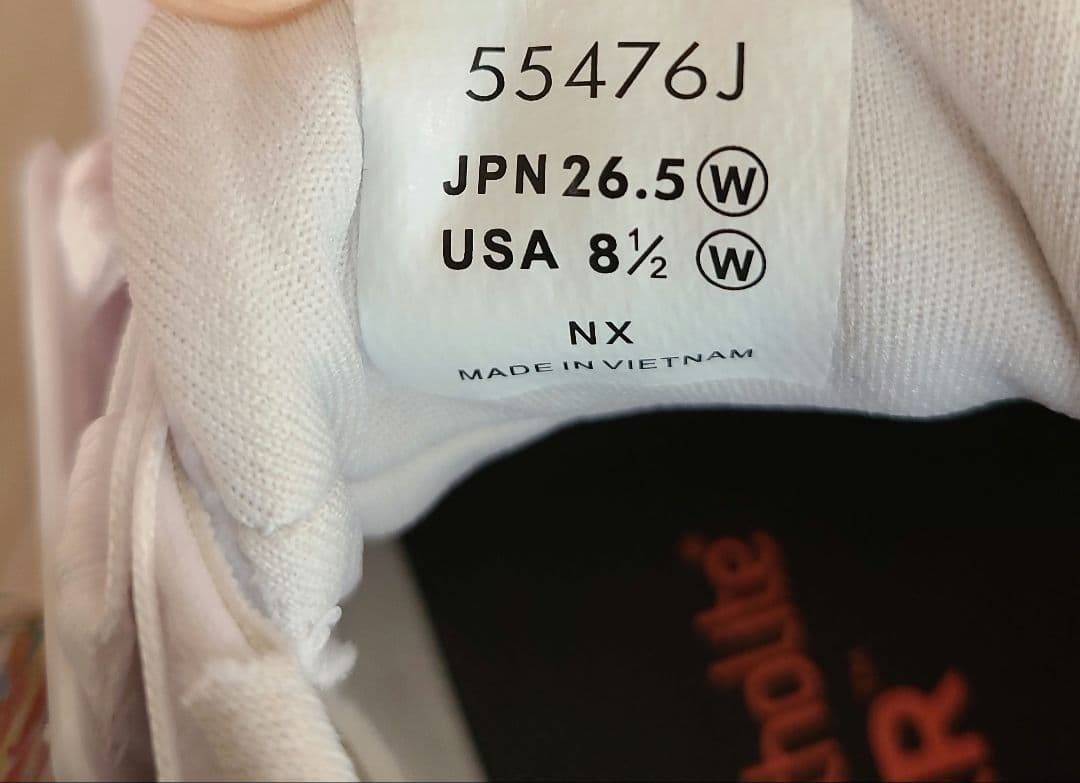 55476J
JPN 26.5 Ⓦ
USA 8½ Ⓦ
NX
MADE IN VIETNAM